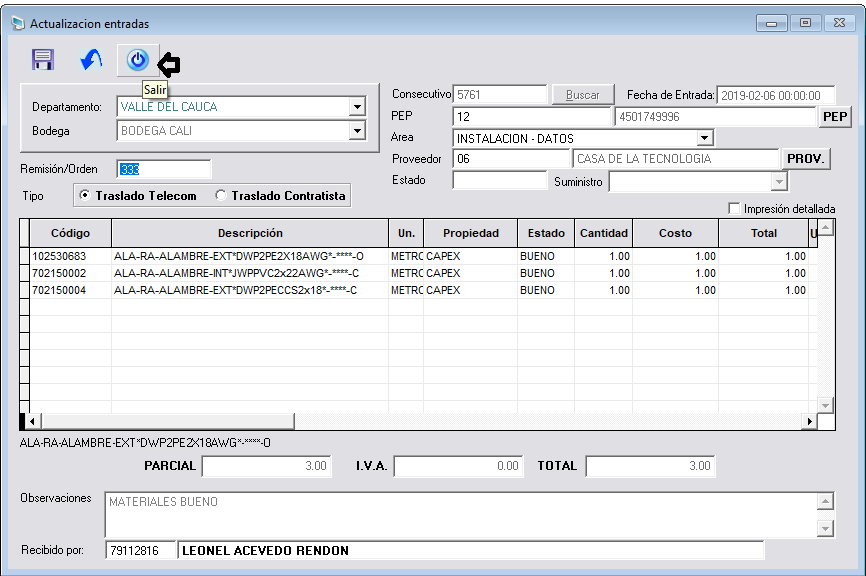 Actualizacion entradas
Salir
Departamento: VALLE DEL CAUCA
Bodega BODEGA CALI
Consecutivo 5761 Buscar Fecha de Entrada: 2019-02-06 00:00:00
PEP 12 4501749996 PEP
Area INSTALACION - DATOS
Proveedor 06 CASA DE LA TECNOLOGIA PROV.
Estado Suministro
Remisión/Orden 333
Tipo Traslado Telecom Traslado Contratista
Impresión detallada
Código Descripción Un. Propiedad Estado Cantidad Costo Total U
102530683 ALA-RA-ALAMBRE-EXT*DWP2PE2X18AWG*-****-O METRO CAPEX BUENO 1.00 1.00 1.00
702150002 ALA-RA-ALAMBRE-INT*JWPPVC2x22AWG*-****-C METRO CAPEX BUENO 1.00 1.00 1.00
702150004 ALA-RA-ALAMBRE-EXT*DWP2PECCS2x18*-****-C METRO CAPEX BUENO 1.00 1.00 1.00
ALA-RA-ALAMBRE-EXT*DWP2PE2X18AWG*-****-O
PARCIAL 3.00 I.V.A. 0.00 TOTAL 3.00
Observaciones MATERIALES BUENO
Recibido por: 79112816 LEONEL ACEVEDO RENDON